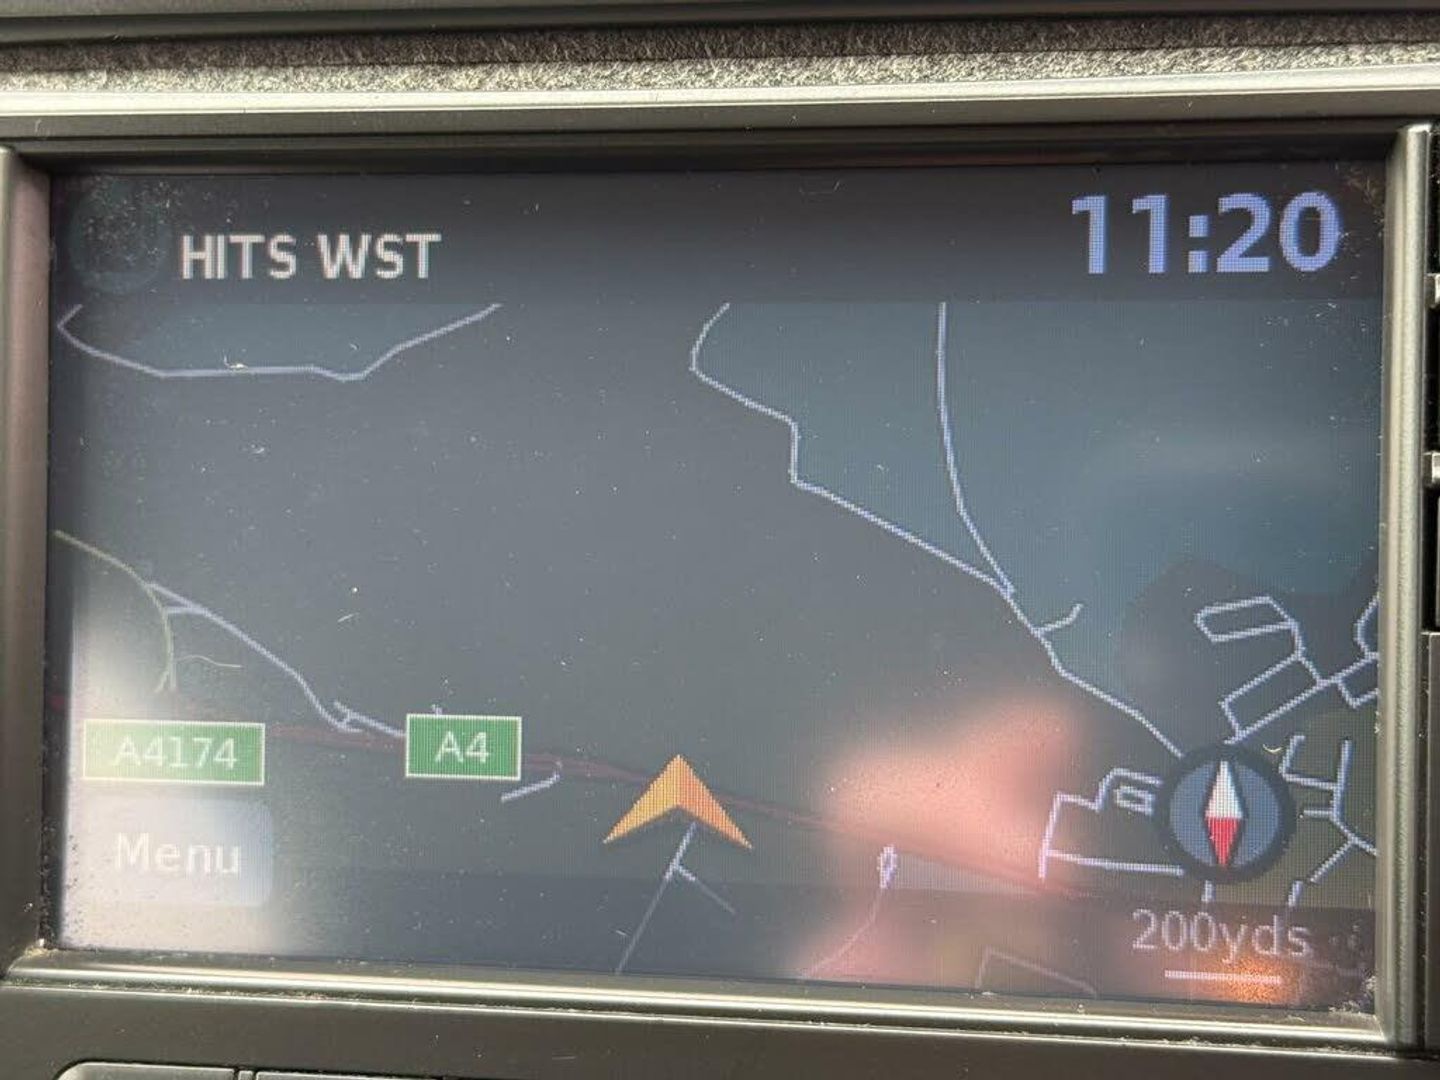 HITS WST
11:20
A4174
A4
Menu
200yds